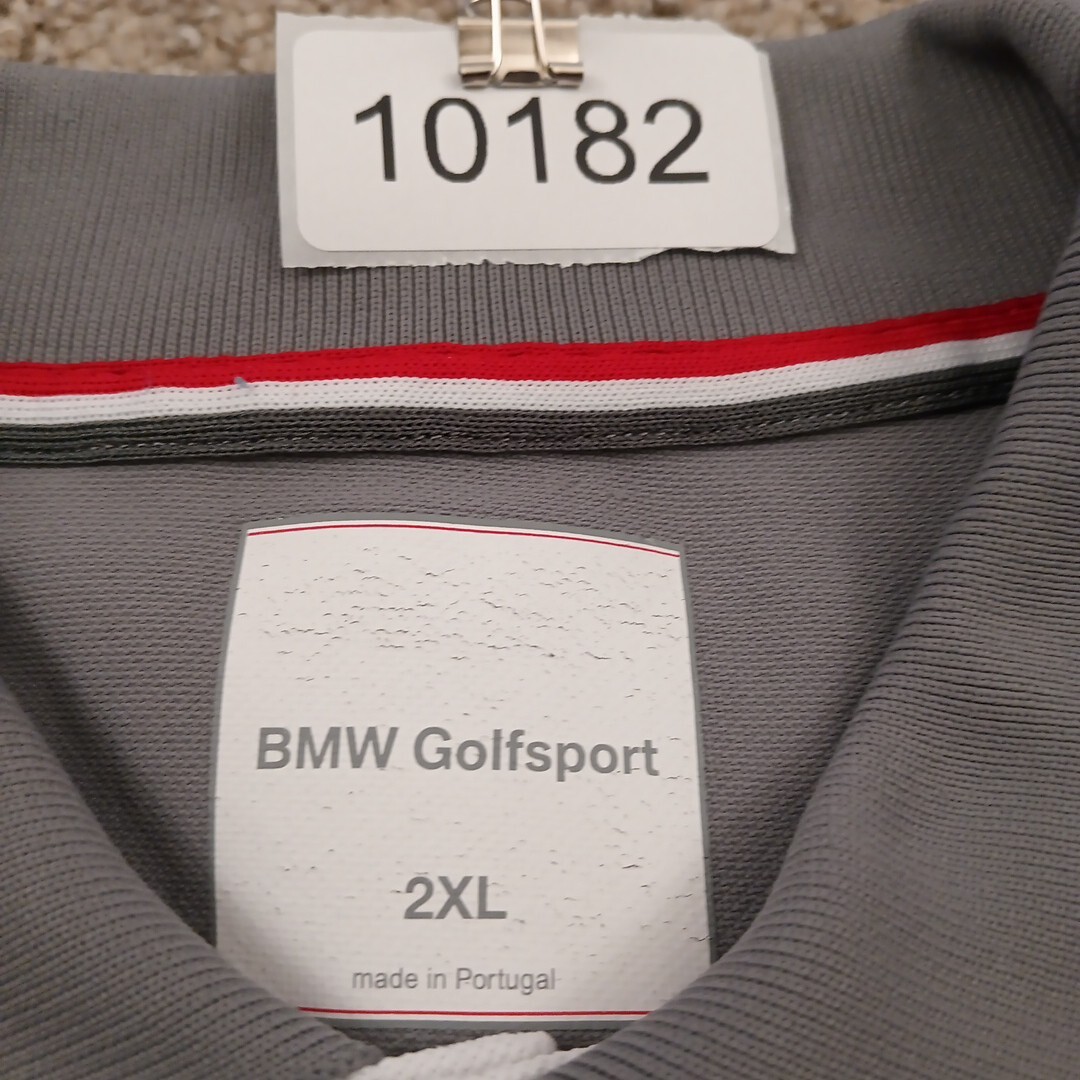 10182
BMW Golfsport
2XL
made in Portugal